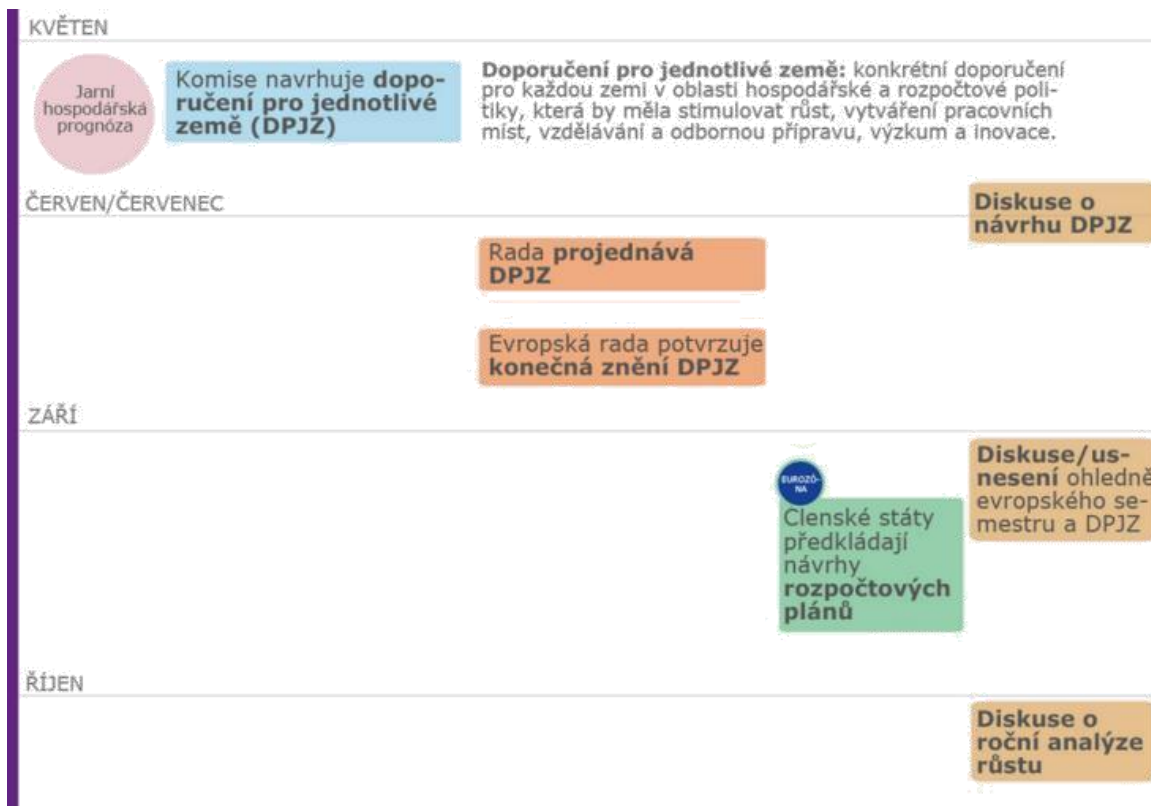 KVĚTEN
Jarní
hospodářská
prognóza
Komise navrhuje dopo-
ručení pro jednotlivé
země (DPJZ)
Doporučení pro jednotlivé země: konkrétní doporučení
pro každou zemi v oblasti hospodářské a rozpočtové poli-
tiky, která by měla stimulovat růst, vytváření pracovních
míst, vzdělávání a odbornou přípravu, výzkum a inovace.
ČERVEN/ČERVENEC
Diskuse o
návrhu DPJZ
Rada projednává
DPJZ
Evropská rada potvrzuje
konečná znění DPJZ
ZÁŘÍ
EUROZÓ-
NA
Členské státy
předkládají
návrhy
rozpočtových
plánů
Diskuse/us-
nesení ohledně
evropského se-
mestru a DPJZ
ŘÍJEN
Diskuse o
roční analýze
růstu